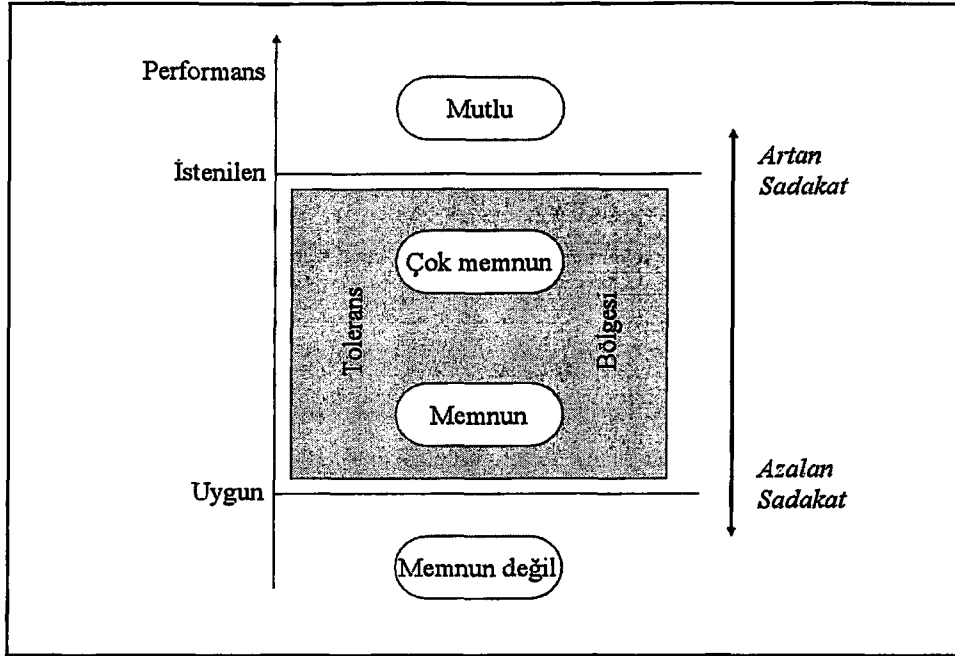 Performans
Mutlu
İstenilen
Artan
Sadakat
Çok memnun
Tolerans
Bölgesi
Memnun
Uygun
Azalan
Sadakat
Memnun değil